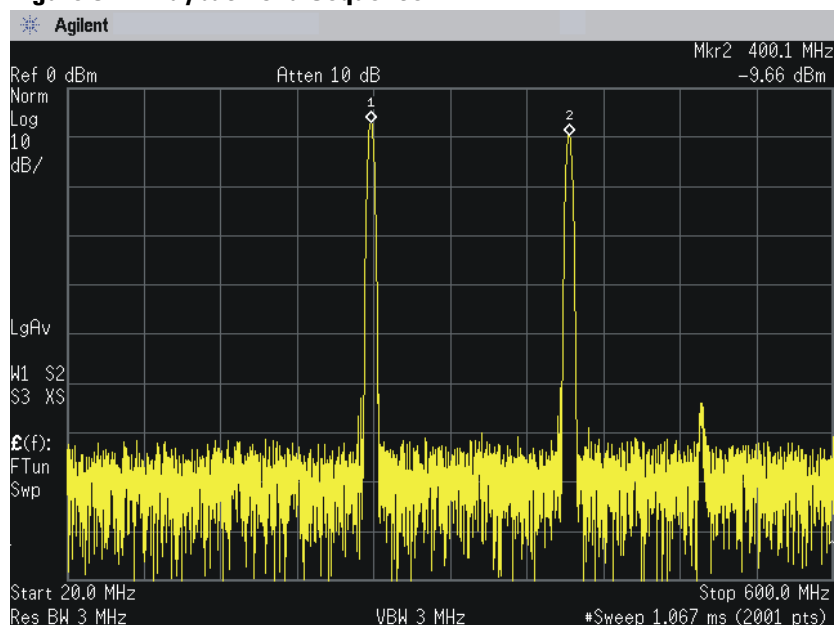 Agilent
Mkr2 400.1 MHz
Ref 0 dBm Atten 10 dB -9.66 dBm
Norm
Log
10
dB/
1
2
LgAv
W1 S2
S3 XS
£(f):
FTun
Swp
Start 20.0 MHz Stop 600.0 MHz
Res BW 3 MHz VBW 3 MHz #Sweep 1.067 ms (2001 pts)